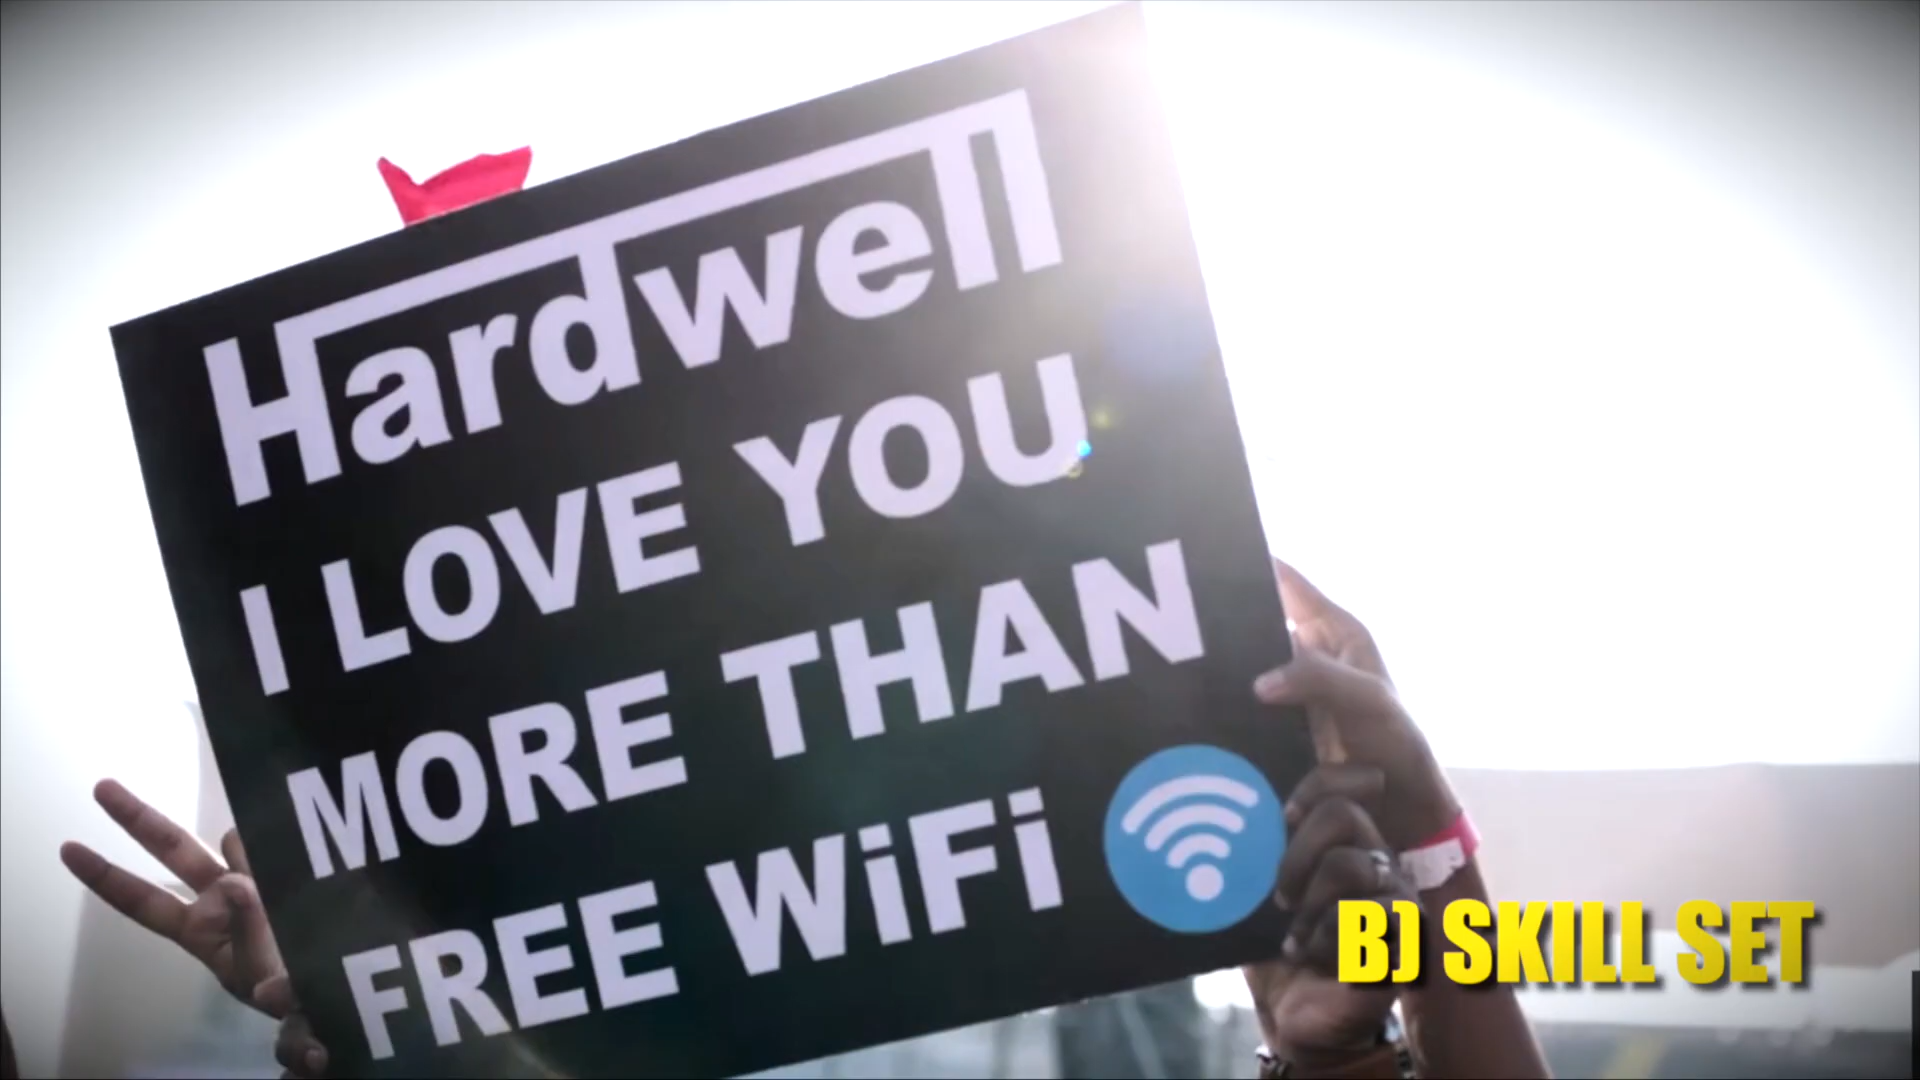 Hardwell
I LOVE YOU
MORE THAN
FREE WiFi
B) SKILL SET